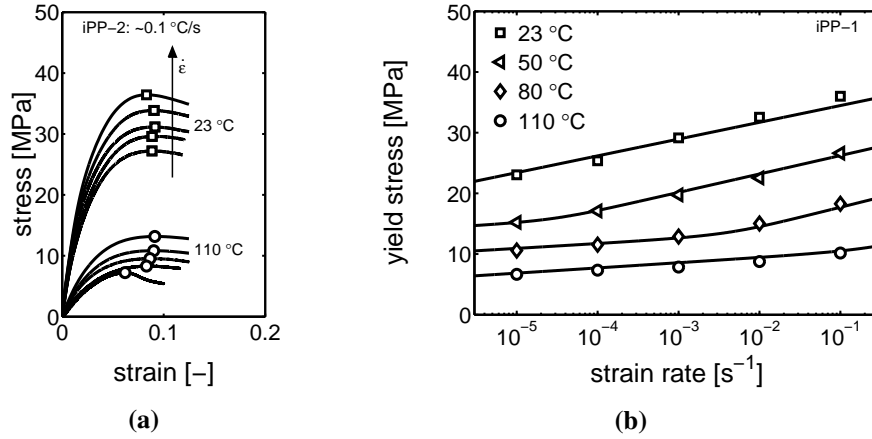 iPP−2: ~0.1 °C/s
ε̇
23 °C
110 °C
50
40
30
20
10
0
0
0.1
0.2
stress [MPa]
strain [−]
(a)
iPP−1
23 °C
50 °C
80 °C
110 °C
50
40
30
20
10
0
10⁻⁵
10⁻⁴
10⁻³
10⁻²
10⁻¹
yield stress [MPa]
strain rate [s⁻¹]
(b)